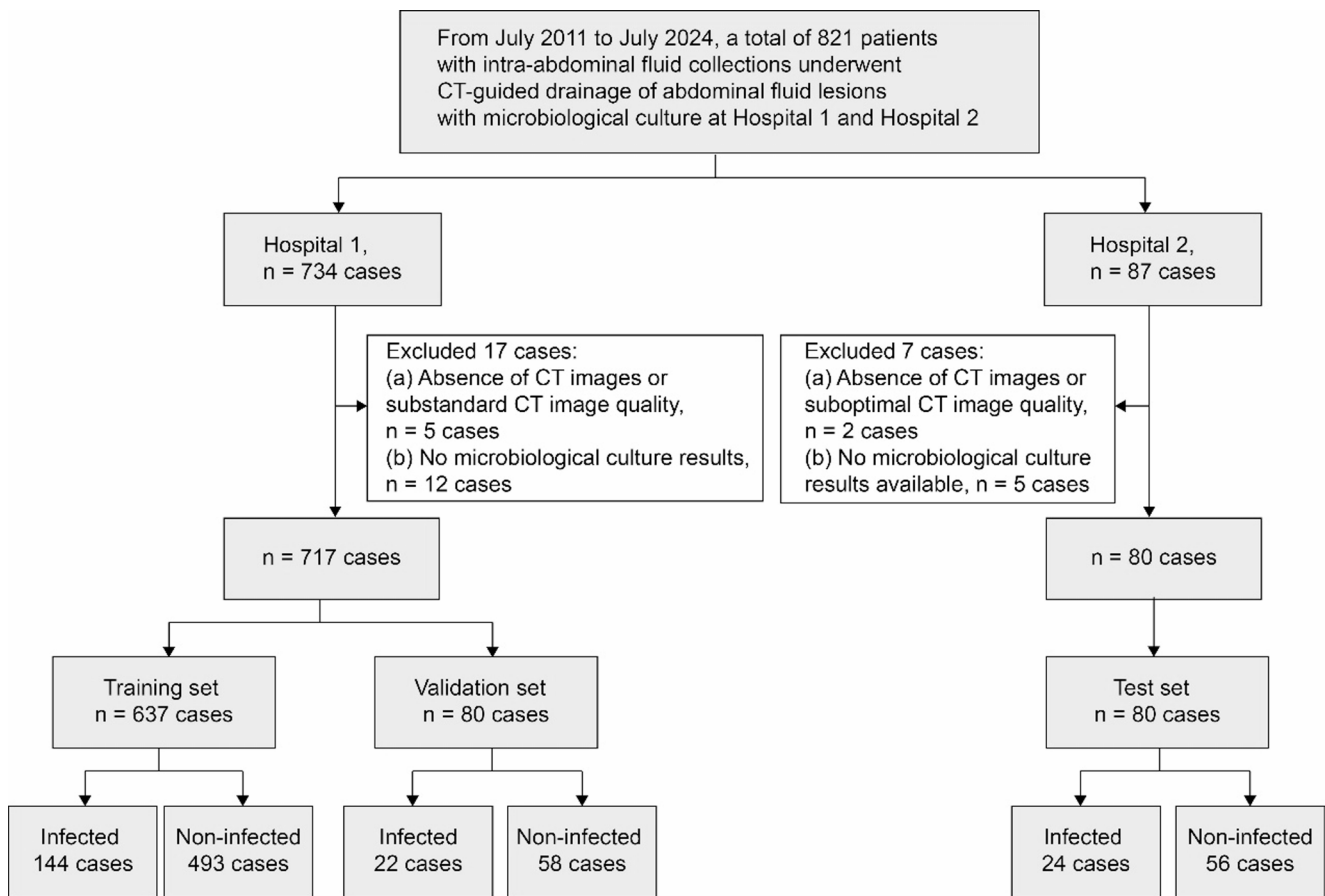 From July 2011 to July 2024, a total of 821 patients
with intra-abdominal fluid collections underwent
CT-guided drainage of abdominal fluid lesions
with microbiological culture at Hospital 1 and Hospital 2
Hospital 1,
n = 734 cases
Hospital 2,
n = 87 cases
Excluded 17 cases:
(a) Absence of CT images or
substandard CT image quality,
n = 5 cases
(b) No microbiological culture results,
n = 12 cases
Excluded 7 cases:
(a) Absence of CT images or
suboptimal CT image quality,
n = 2 cases
(b) No microbiological culture
results available, n = 5 cases
n = 717 cases
n = 80 cases
Training set
n = 637 cases
Validation set
n = 80 cases
Test set
n = 80 cases
Infected
144 cases
Non-infected
493 cases
Infected
22 cases
Non-infected
58 cases
Infected
24 cases
Non-infected
56 cases